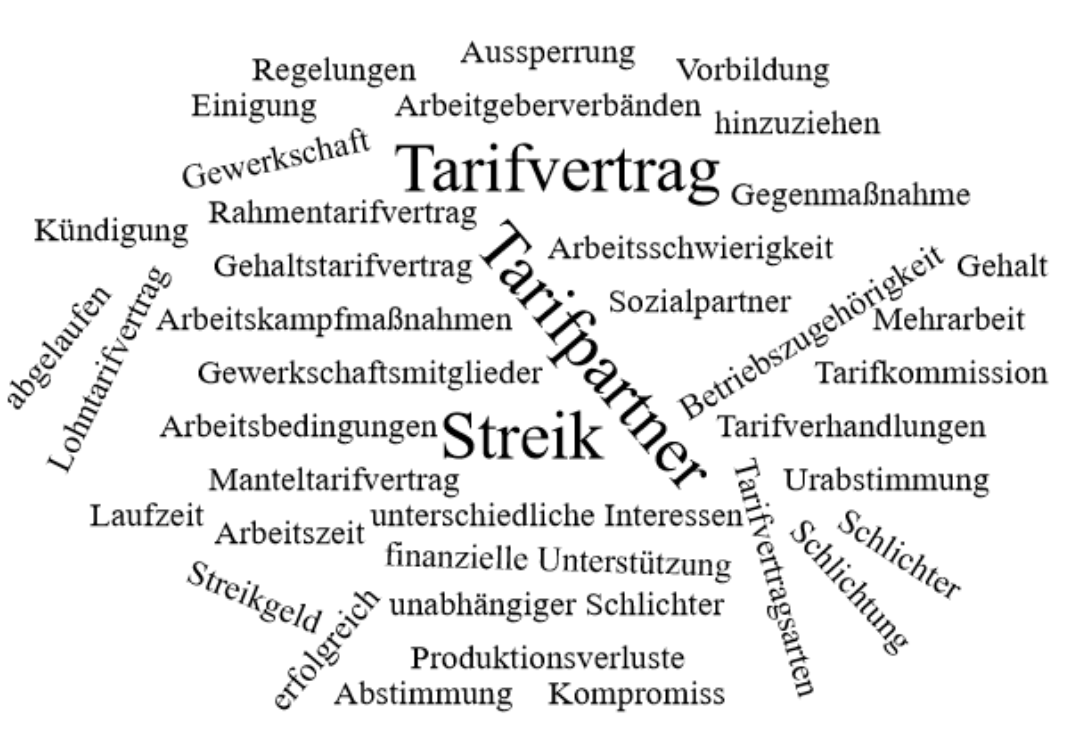 Aussperrung
Regelungen
Vorbildung
Einigung
Arbeitgeberverbänden
hinzuziehen
Gewerkschaft
Tarifvertrag
Gegenmaßnahme
Rahmentarifvertrag
Kündigung
Arbeitsschwierigkeit
Gehaltstarifvertrag
Tarifpartner
Gehalt
Sozialpartner
Betriebszugehörigkeit
Arbeitskampfmaßnahmen
Mehrarbeit
abgelaufen
Lohntarifvertrag
Gewerkschaftsmitglieder
Tarifkommission
Arbeitsbedingungen
Streik
Tarifverhandlungen
Manteltarifvertrag
Urabstimmung
Laufzeit
unterschiedliche Interessen
Arbeitszeit
Tarifvertragsarten
Schlichter
Schlichtung
finanzielle Unterstützung
Streikgeld
unabhängiger Schlichter
erfolgreich
Produktionsverluste
Abstimmung
Kompromiss